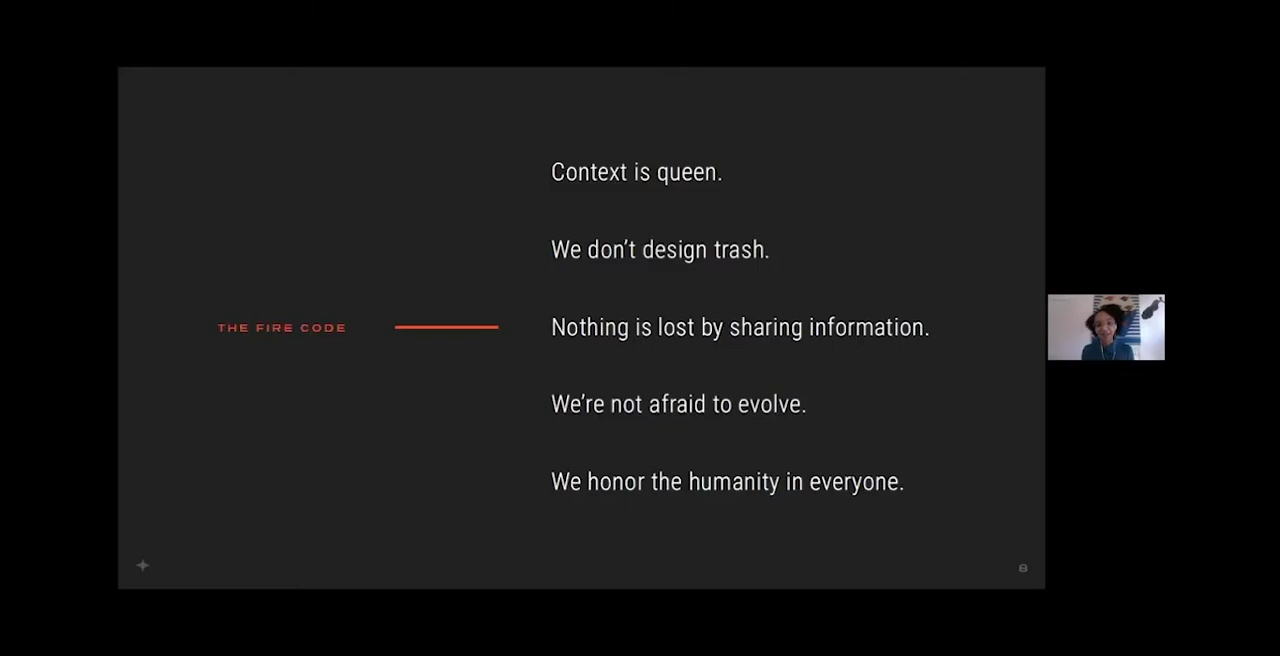 Context is queen.
We don’t design trash.
THE FIRE CODE
Nothing is lost by sharing information.
We’re not afraid to evolve.
We honor the humanity in everyone.
8